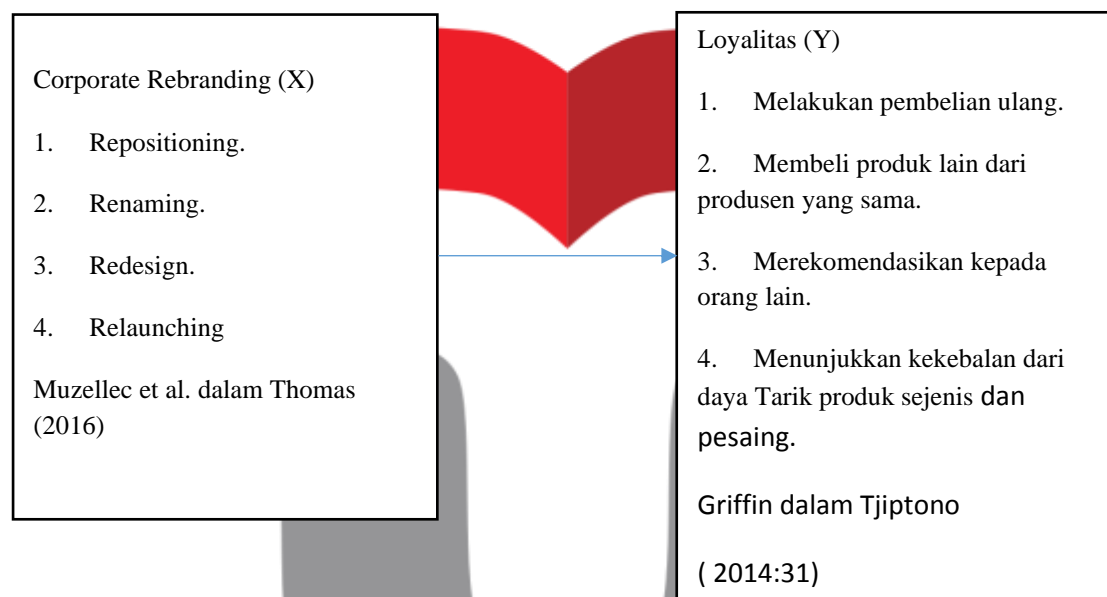 Corporate Rebranding (X)
1. Repositioning.
2. Renaming.
3. Redesign.
4. Relaunching
Muzellec et al. dalam Thomas
(2016)
Loyalitas (Y)
1. Melakukan pembelian ulang.
2. Membeli produk lain dari
produsen yang sama.
3. Merekomendasikan kepada
orang lain.
4. Menunjukkan kekebalan dari
daya Tarik produk sejenis dan
pesaing.
Griffin dalam Tjiptono
( 2014:31)